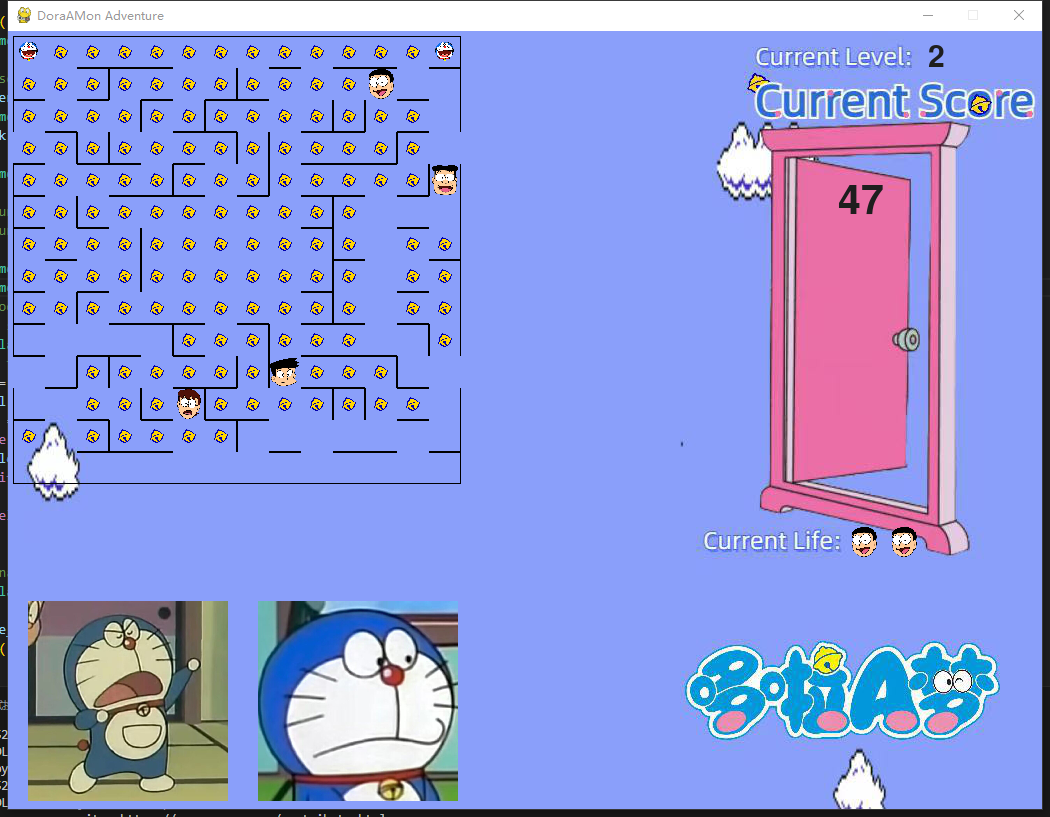 DoraAMon Adventure
Current Level: 2
Current Score
47
Current Life:
哆啦A梦